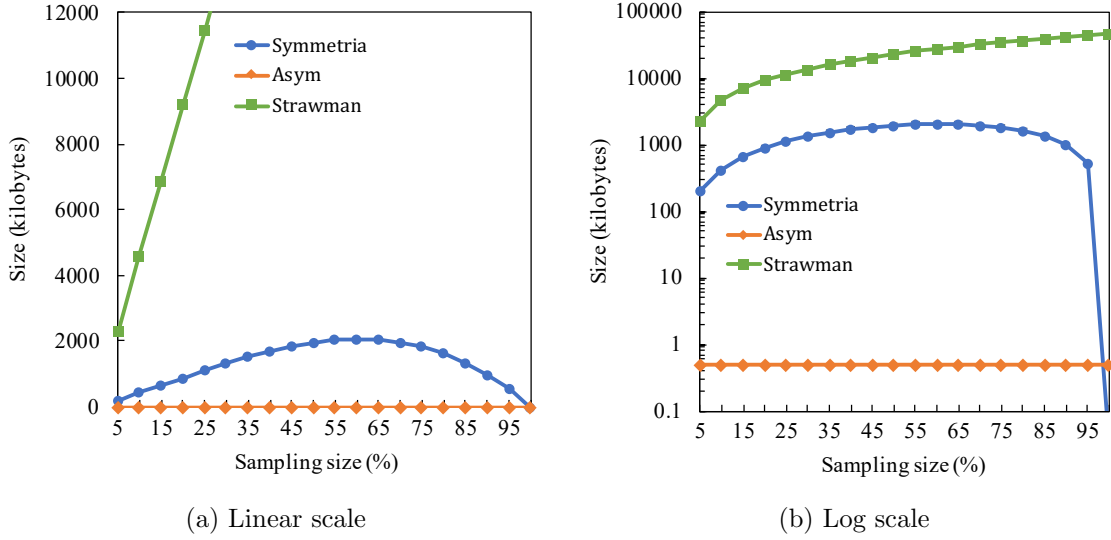 12000
10000
8000
6000
4000
2000
0
Size (kilobytes)
Symmetria
Asym
Strawman
5 15 25 35 45 55 65 75 85 95
Sampling size (%)
(a) Linear scale
100000
10000
1000
100
10
1
0.1
Size (kilobytes)
Symmetria
Asym
Strawman
5 15 25 35 45 55 65 75 85 95
Sampling size (%)
(b) Log scale